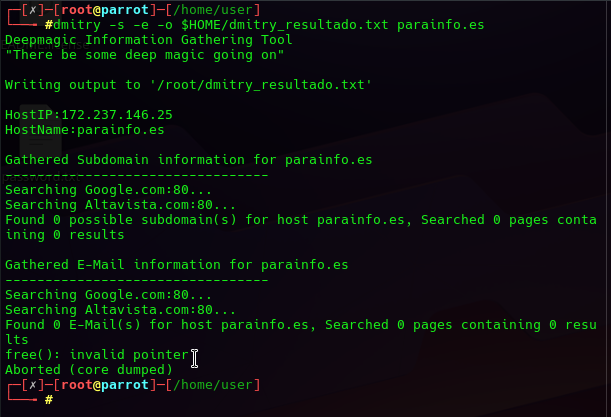 ┌─[✗]─[root@parrot]─[/home/user]
└──╼ #dmitry -s -e -o $HOME/dmitry_resultado.txt parainfo.es
Deepmagic Information Gathering Tool
"There be some deep magic going on"
Writing output to '/root/dmitry_resultado.txt'
HostIP:172.237.146.25
HostName:parainfo.es
Gathered Subdomain information for parainfo.es
---------------------------------
Searching Google.com:80...
Searching Altavista.com:80...
Found 0 possible subdomain(s) for host parainfo.es, Searched 0 pages conta
ining 0 results
Gathered E-Mail information for parainfo.es
---------------------------------
Searching Google.com:80...
Searching Altavista.com:80...
Found 0 E-Mail(s) for host parainfo.es, Searched 0 pages containing 0 resu
lts
free(): invalid pointer
Aborted (core dumped)
┌─[✗]─[root@parrot]─[/home/user]
└──╼ #